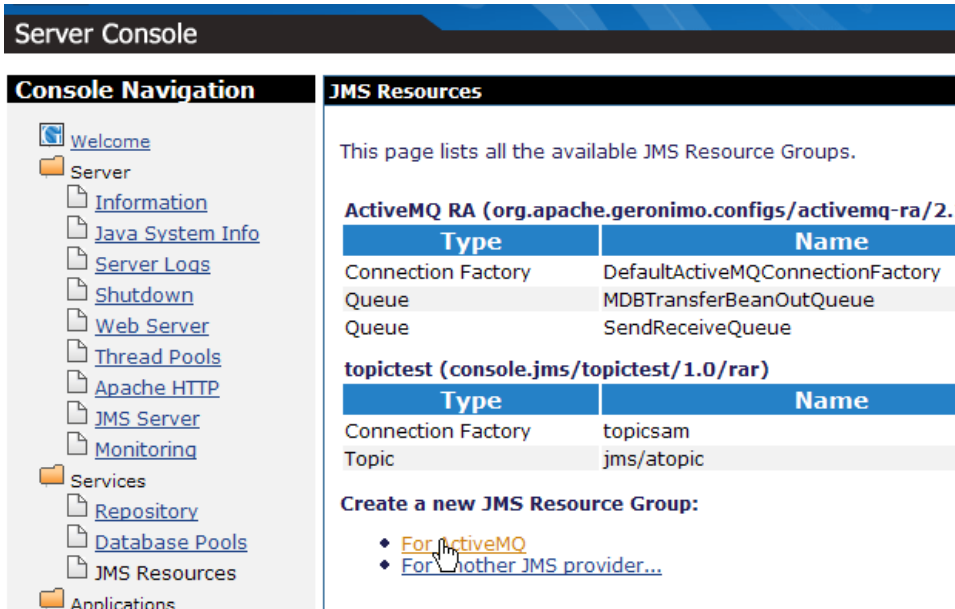 Server Console
Console Navigation
Welcome
Server
Information
Java System Info
Server Logs
Shutdown
Web Server
Thread Pools
Apache HTTP
JMS Server
Monitoring
Services
Repository
Database Pools
JMS Resources
Applications
JMS Resources
This page lists all the available JMS Resource Groups.
ActiveMQ RA (org.apache.geronimo.configs/activemq-ra/2.
Type Name
Connection Factory DefaultActiveMQConnectionFactory
Queue MDBTransferBeanOutQueue
Queue SendReceiveQueue
topictest (console.jms/topictest/1.0/rar)
Type Name
Connection Factory topicsam
Topic jms/atopic
Create a new JMS Resource Group:
For ActiveMQ
For another JMS provider...